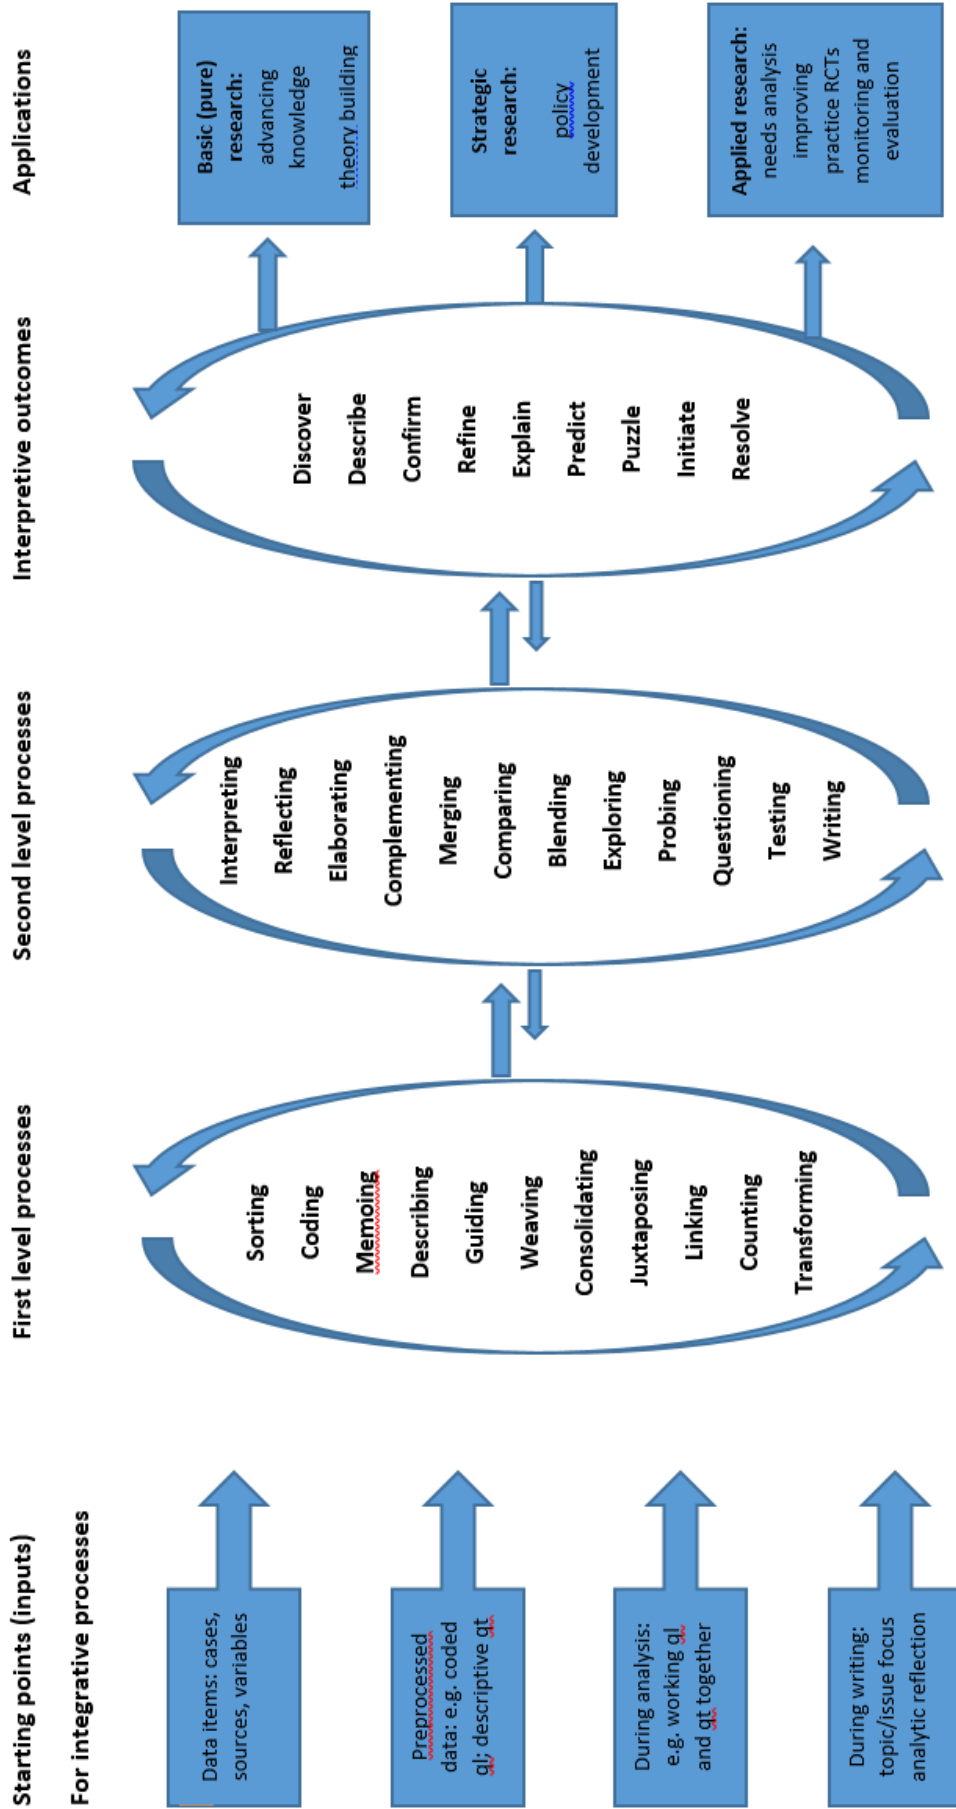 Starting points (inputs)
For integrative processes
Data items: cases,
sources, variables
Preprocessed
data: e.g. coded
ql; descriptive qt
During analysis:
e.g. working ql
and qt together
During writing:
topic/issue focus
analytic reflection
First level processes
Sorting
Coding
Memoing
Describing
Guiding
Weaving
Consolidating
Juxtaposing
Linking
Counting
Transforming
Second level processes
Interpreting
Reflecting
Elaborating
Complementing
Merging
Comparing
Blending
Exploring
Probing
Questioning
Testing
Writing
Interpretive outcomes
Discover
Describe
Confirm
Refine
Explain
Predict
Puzzle
Initiate
Resolve
Applications
Basic (pure)
research:
advancing
knowledge
theory building
Strategic
research:
policy
development
Applied research:
needs analysis
improving
practice RCTs
monitoring and
evaluation